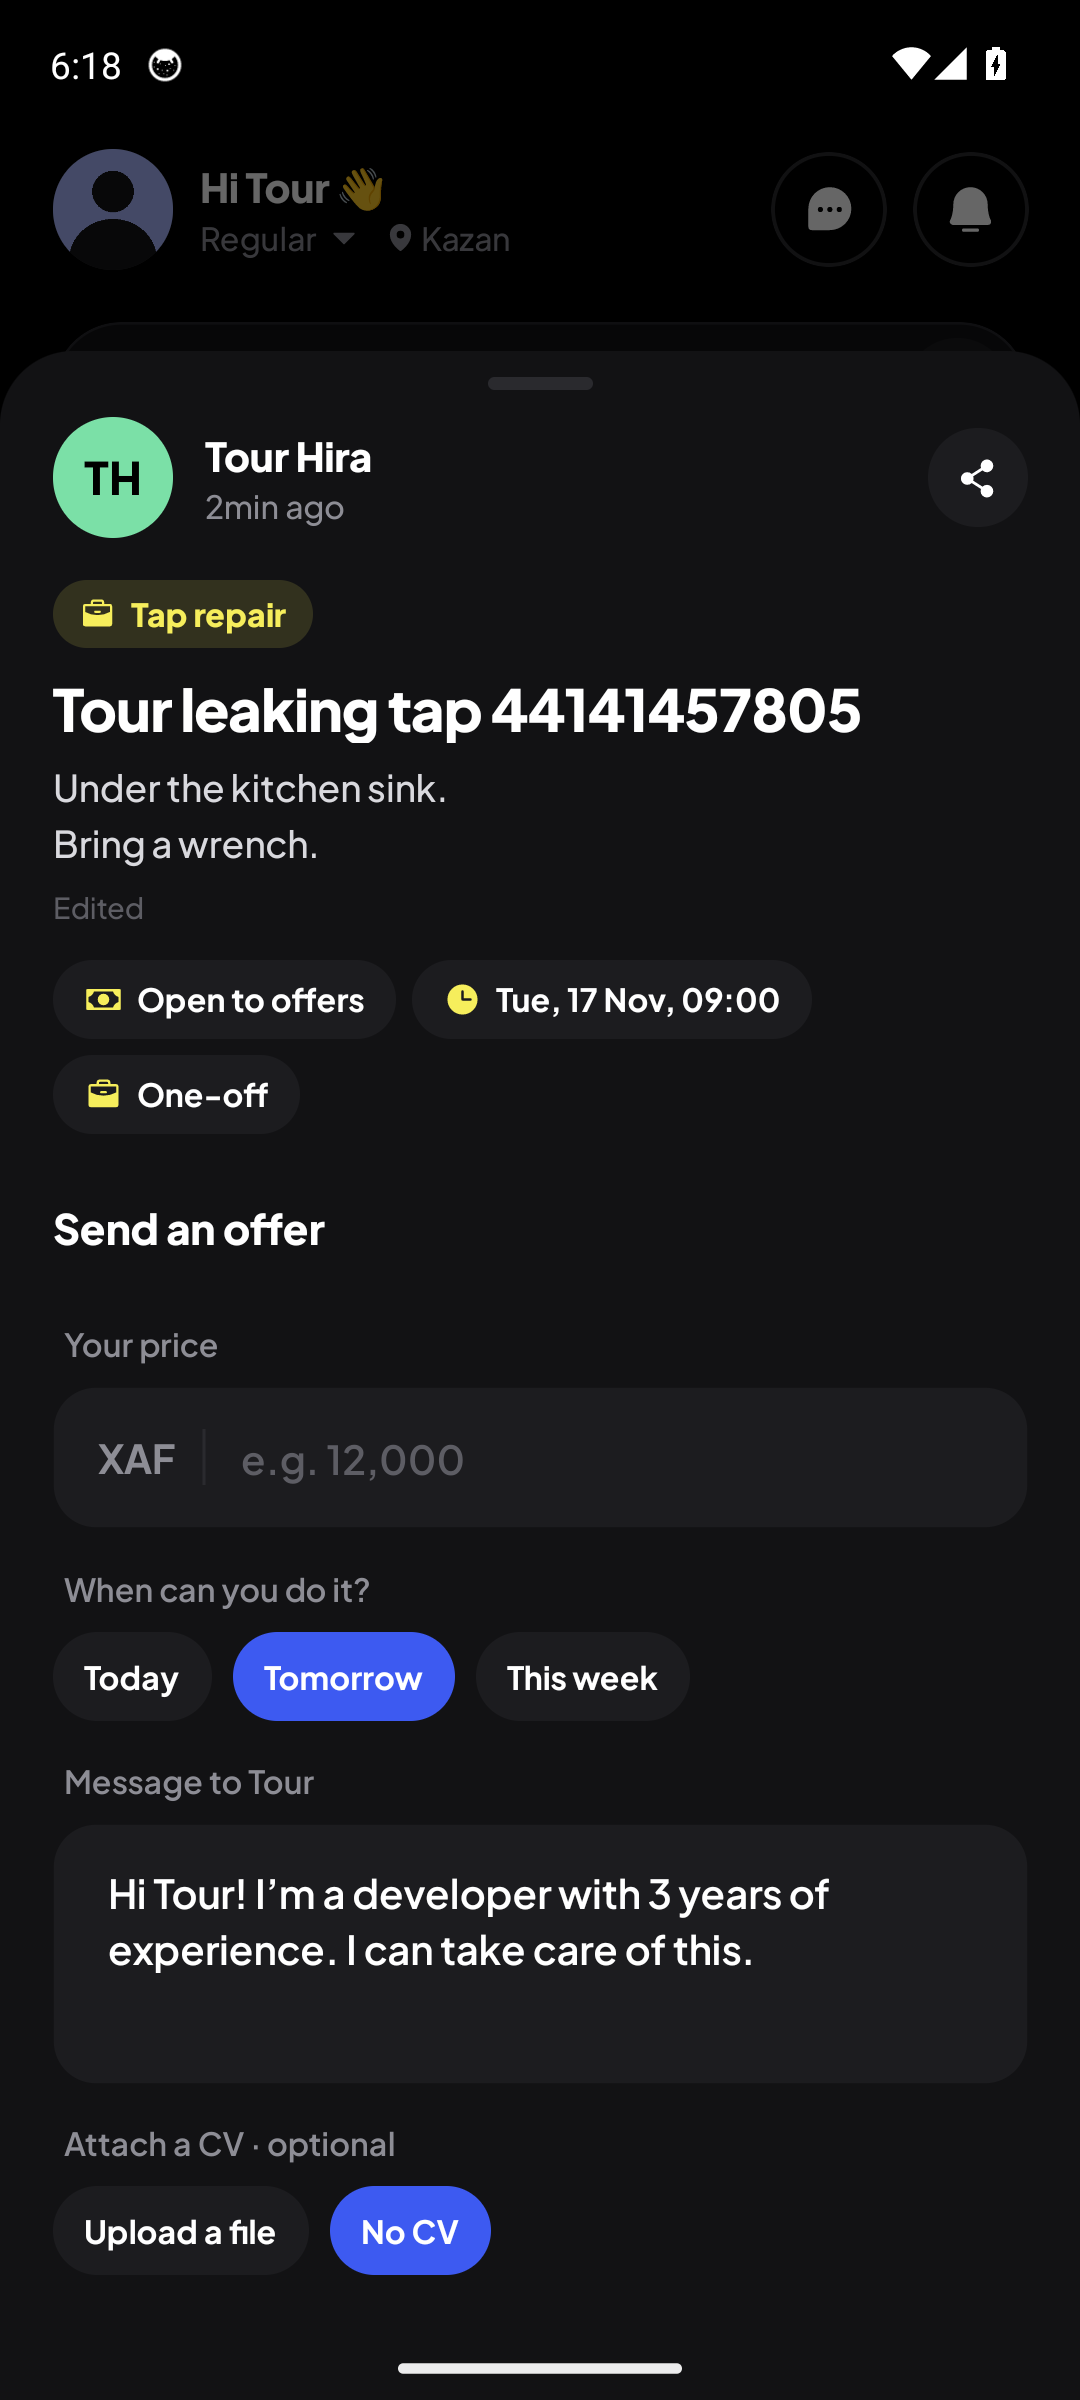 6:18
Hi Tour 👋
Regular
Kazan
TH
Tour Hira
2min ago
Tap repair
Tour leaking tap 44141457805
Under the kitchen sink.
Bring a wrench.
Edited
Open to offers
Tue, 17 Nov, 09:00
One-off
Send an offer
Your price
XAF
e.g. 12,000
When can you do it?
Today
Tomorrow
This week
Message to Tour
Hi Tour! I’m a developer with 3 years of
experience. I can take care of this.
Attach a CV · optional
Upload a file
No CV